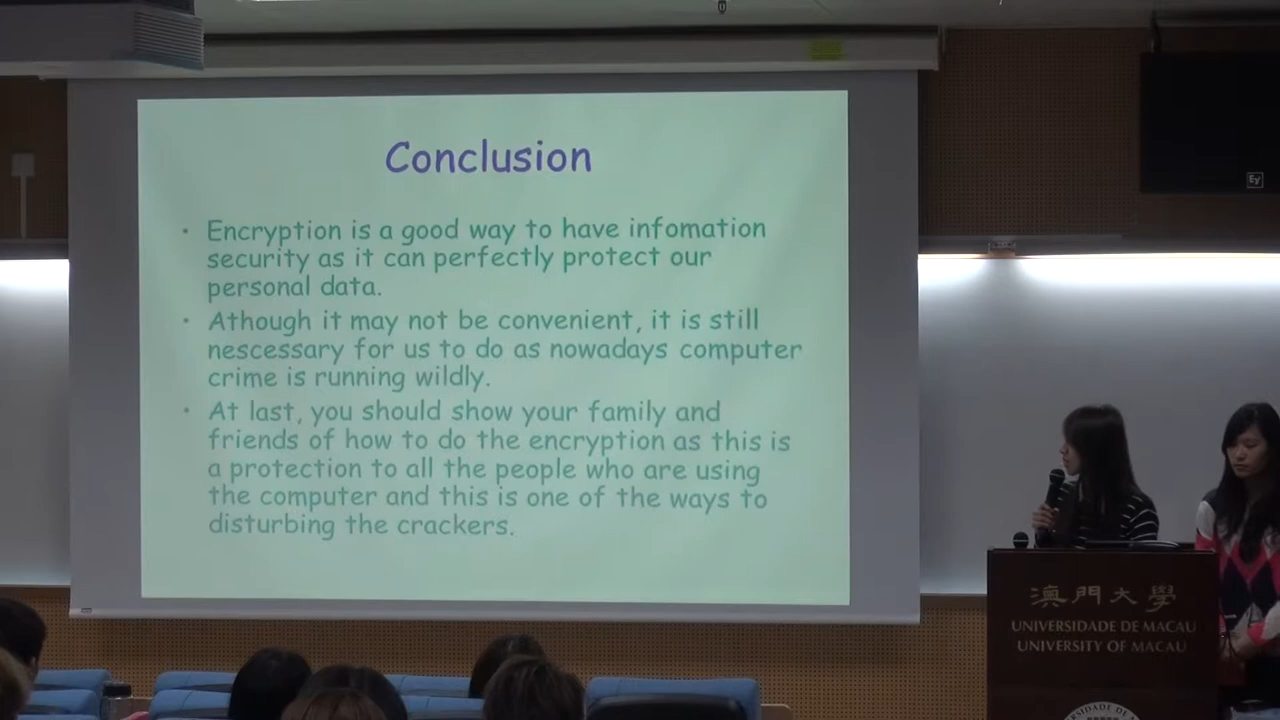 Conclusion
• Encryption is a good way to have infomation
security as it can perfectly protect our
personal data.
• Athough it may not be convenient, it is still
nescessary for us to do as nowadays computer
crime is running wildly.
• At last, you should show your family and
friends of how to do the encryption as this is
a protection to all the people who are using
the computer and this is one of the ways to
disturbing the crackers.
EV
澳門大學
UNIVERSIDADE DE MACAU
UNIVERSITY OF MACAU
UNIVERSIDADE DE